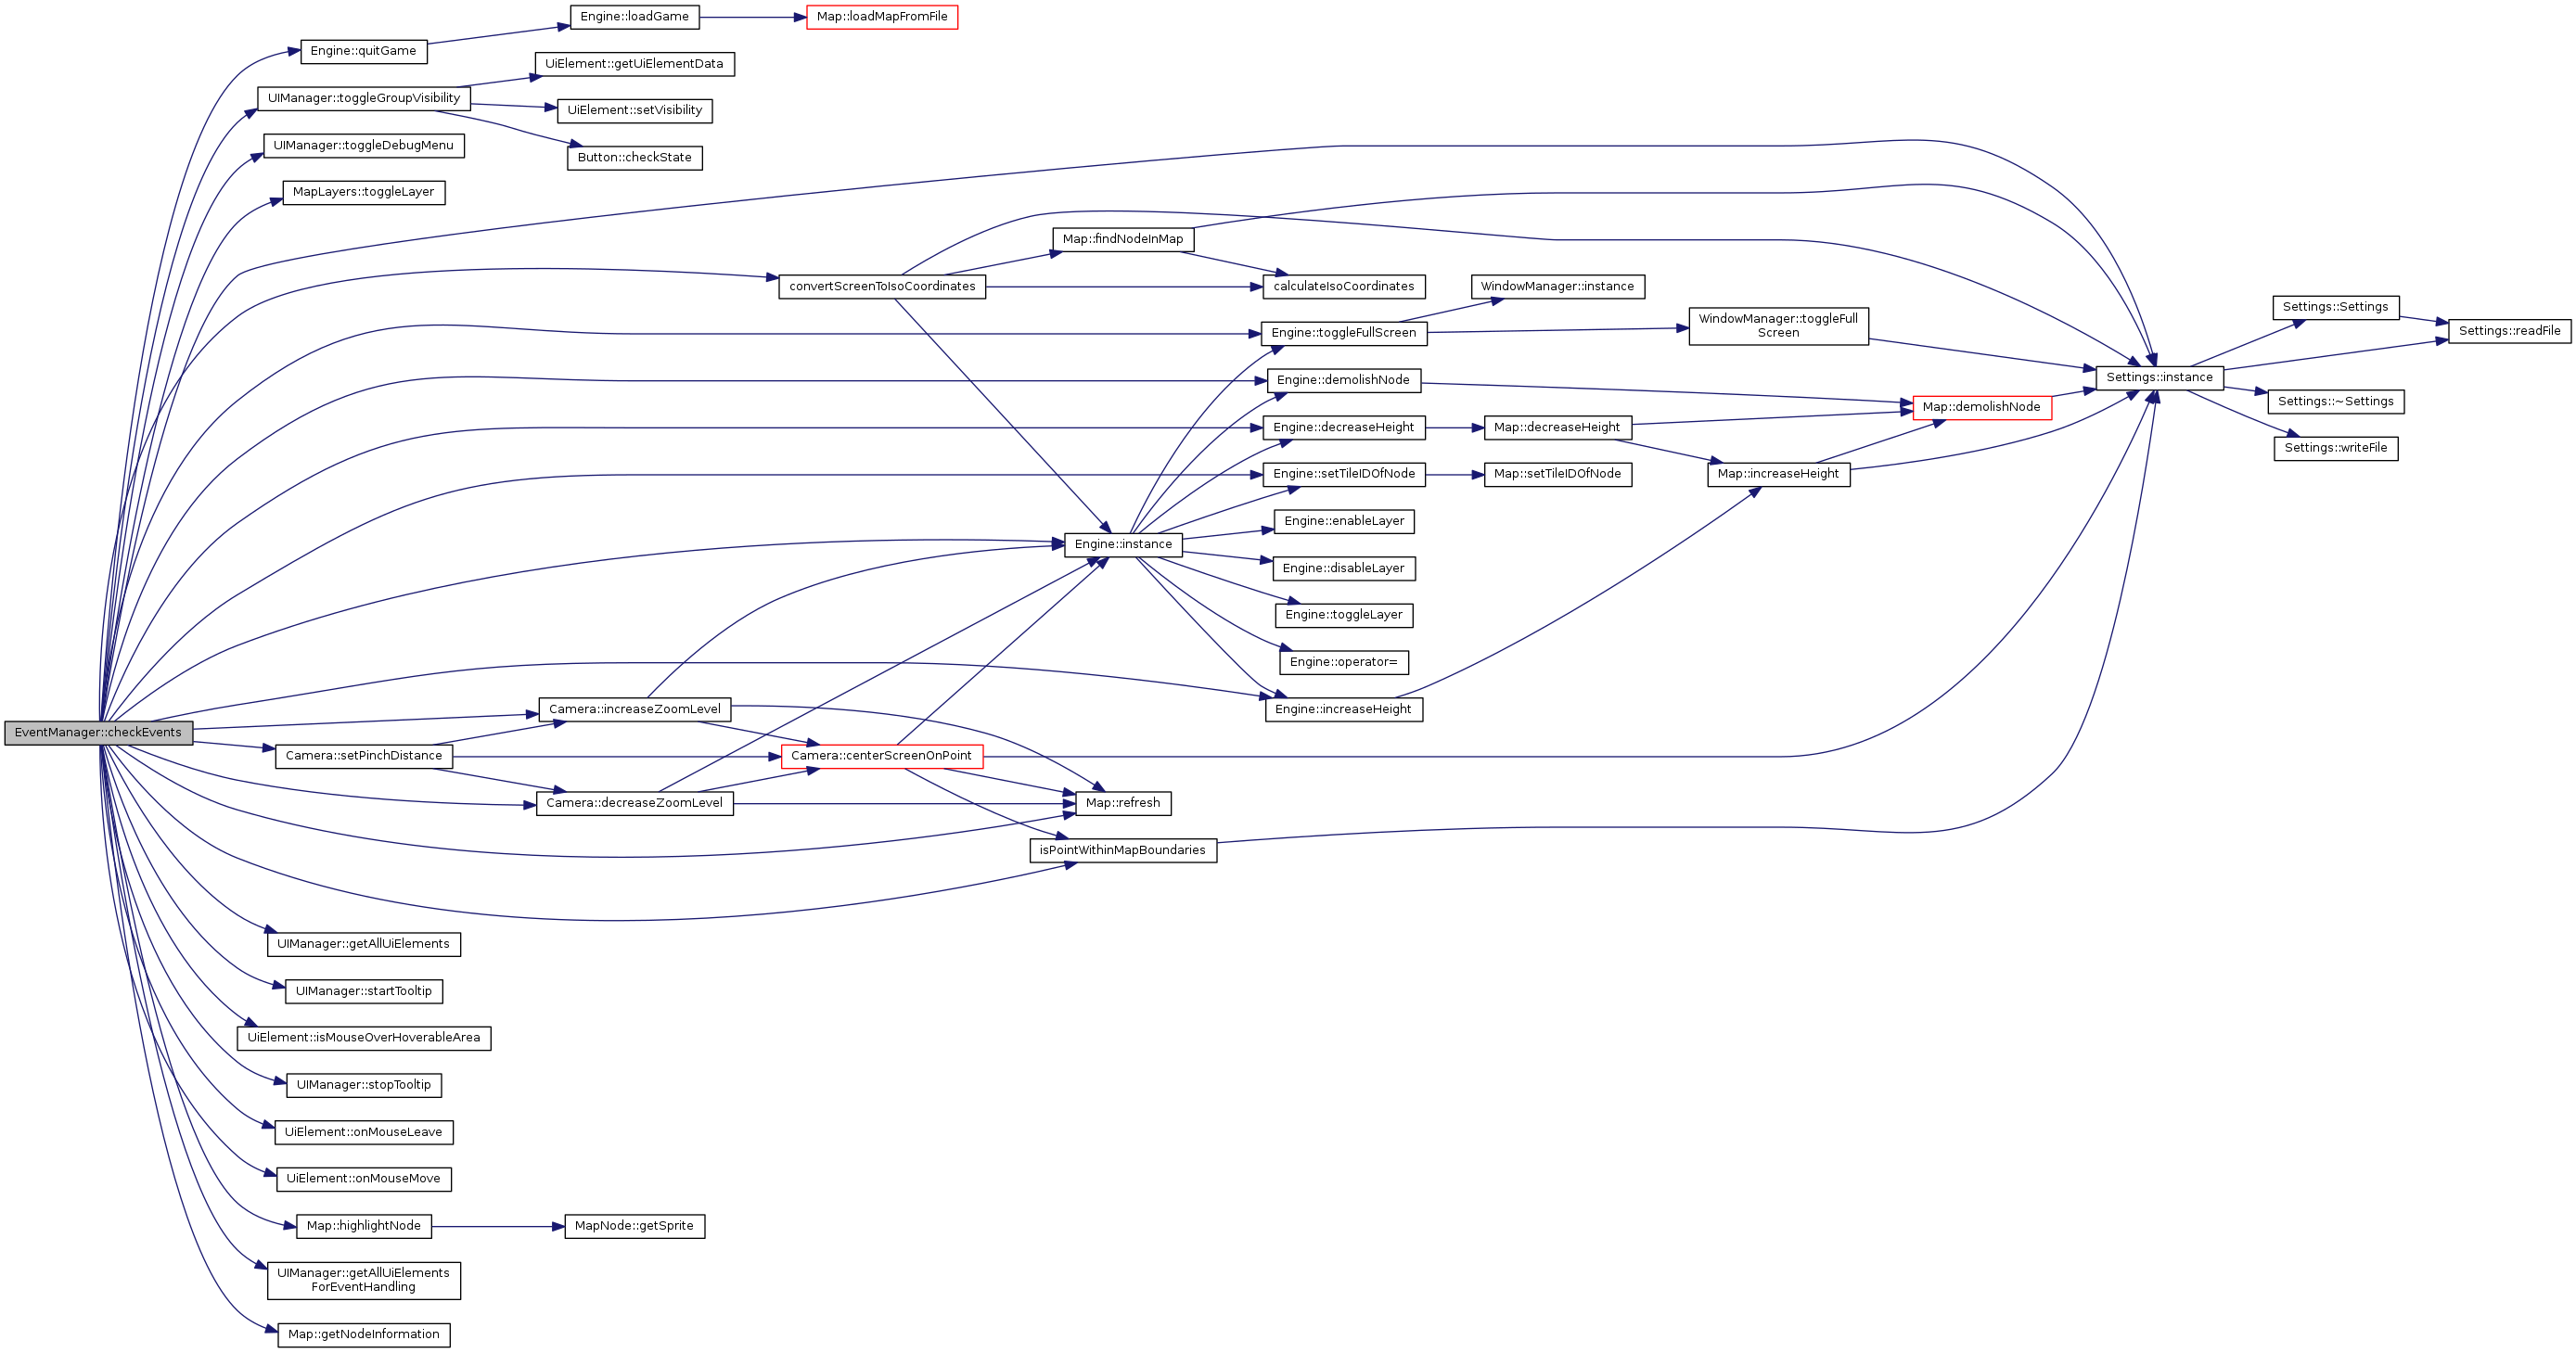 Engine::loadGame
Map::loadMapFromFile
Engine::quitGame
UiElement::getUiElementData
UIManager::toggleGroupVisibility
UiElement::setVisibility
UIManager::toggleDebugMenu
Button::checkState
MapLayers::toggleLayer
Map::findNodeInMap
convertScreenToIsoCoordinates
calculateIsoCoordinates
WindowManager::instance
Engine::toggleFullScreen
WindowManager::toggleFull
Screen
Settings::Settings
Settings::readFile
Engine::demolishNode
Settings::instance
Settings::~Settings
Map::demolishNode
Engine::decreaseHeight
Map::decreaseHeight
Settings::writeFile
Engine::setTileIDOfNode
Map::setTileIDOfNode
Map::increaseHeight
Engine::enableLayer
Engine::instance
Engine::disableLayer
Engine::toggleLayer
Engine::operator=
Camera::increaseZoomLevel
Engine::increaseHeight
EventManager::checkEvents
Camera::setPinchDistance
Camera::centerScreenOnPoint
Camera::decreaseZoomLevel
Map::refresh
isPointWithinMapBoundaries
UIManager::getAllUiElements
UIManager::startTooltip
UiElement::isMouseOverHoverableArea
UIManager::stopTooltip
UiElement::onMouseLeave
UiElement::onMouseMove
Map::highlightNode
MapNode::getSprite
UIManager::getAllUiElements
ForEventHandling
Map::getNodeInformation